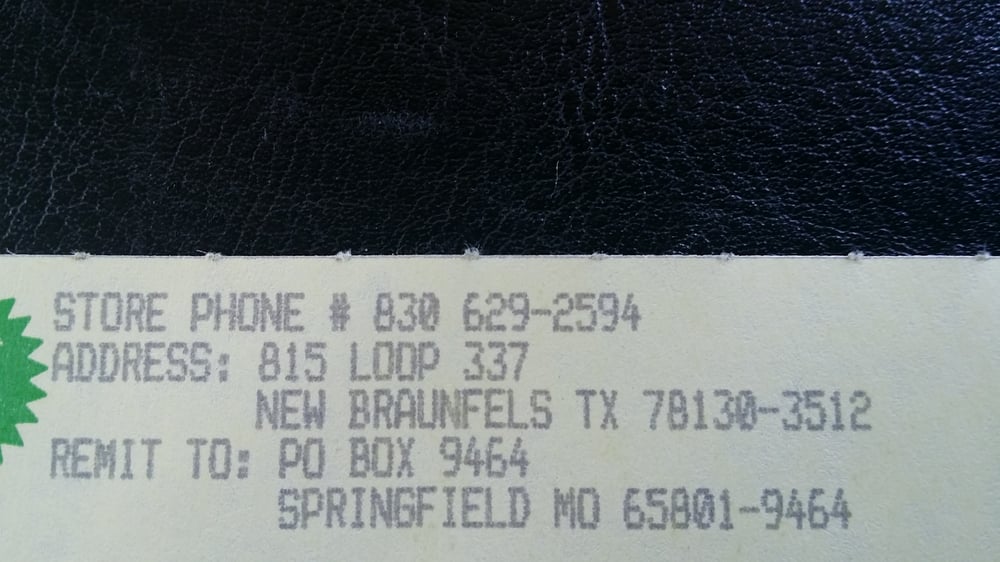 STORE PHONE # 830 629-2594
ADDRESS: 815 LOOP 337
NEW BRAUNFELS TX 78130-3512
REMIT TO: PO BOX 9464
SPRINGFIELD MO 65801-9464